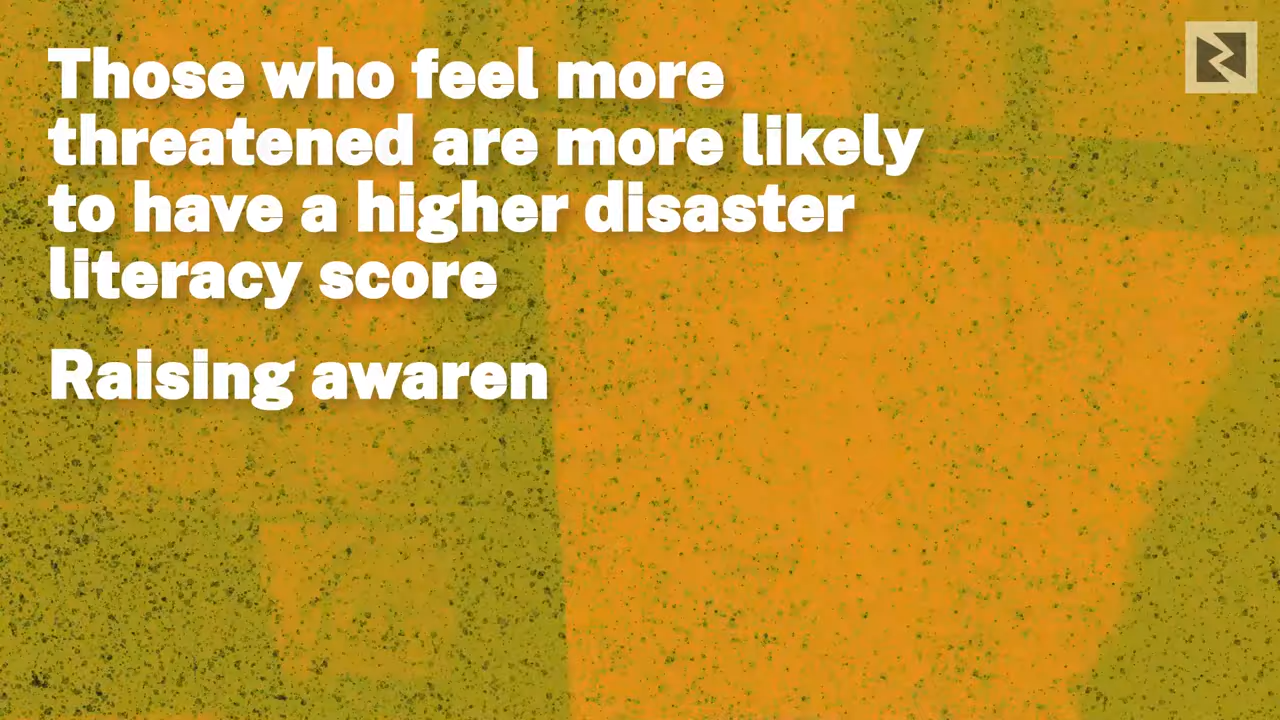 Those who feel more
threatened are more likely
to have a higher disaster
literacy score
Raising awaren